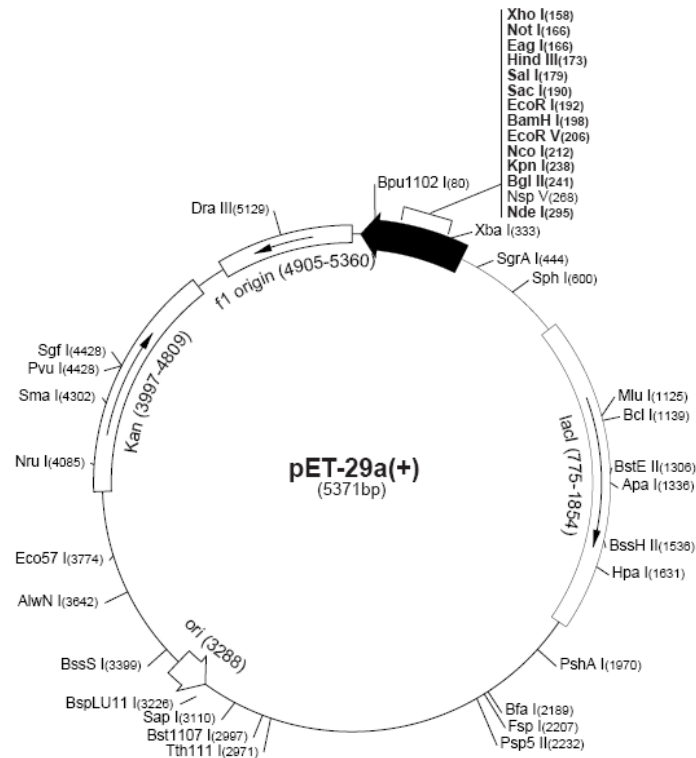 Xho I(158)
Not I(166)
Eag I(166)
Hind III(173)
Sal I(179)
Sac I(190)
EcoR I(192)
BamH I(198)
EcoR V(206)
Nco I(212)
Kpn I(238)
Bgl II(241)
Nsp V(268)
Nde I(295)
Bpu1102 I(80)
Xba I(333)
SgrA I(444)
Sph I(600)
Dra III(5129)
f1 origin (4905-5360)
Sgf I(4428)
Pvu I(4428)
Sma I(4302)
Kan (3997-4809)
Nru I(4085)
Mlu I(1125)
Bcl I(1139)
BstE II(1306)
Apa I(1336)
lacI (775-1854)
BssH II(1536)
Hpa I(1631)
pET-29a(+)
(5371bp)
Eco57 I(3774)
AlwN I(3642)
ori (3288)
BssS I(3399)
BspLU11 I(3226)
Sap I(3110)
Bst1107 I(2997)
Tth111 I(2971)
PshA I(1970)
Bfa I(2189)
Fsp I(2207)
Psp5 II(2232)